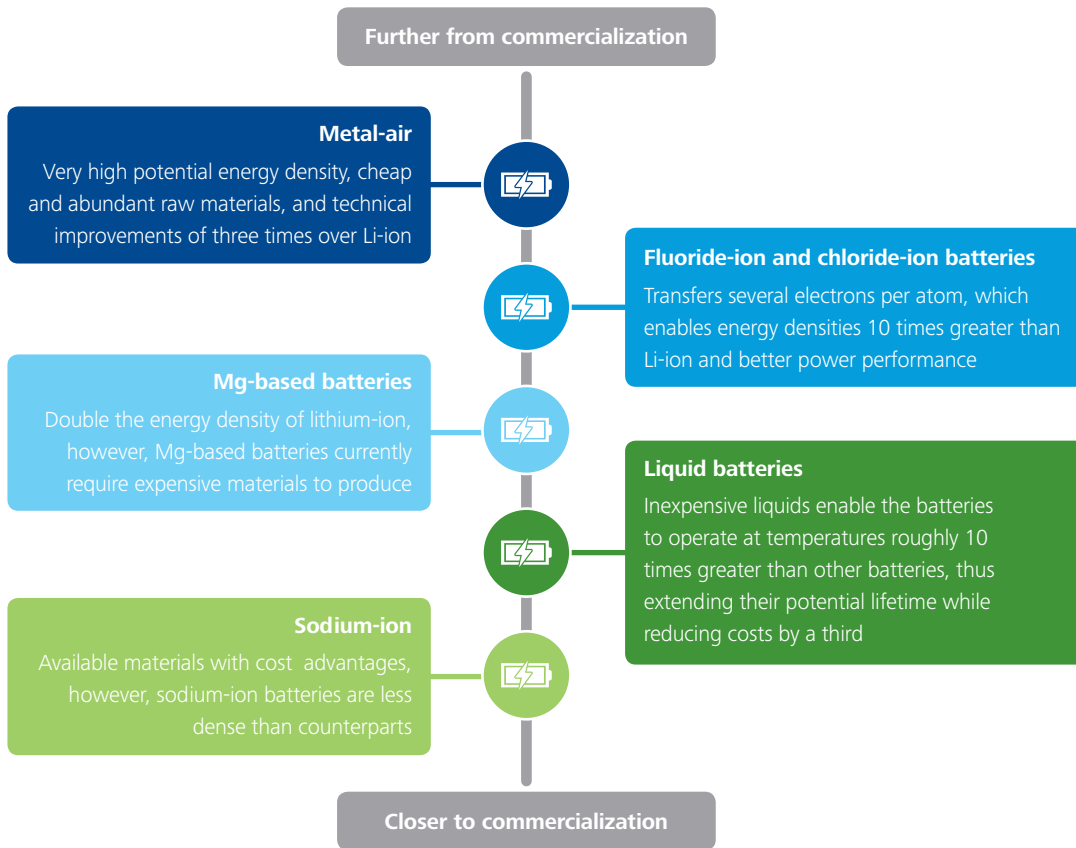 Further from commercialization
Metal-air
Very high potential energy density, cheap
and abundant raw materials, and technical
improvements of three times over Li-ion
Fluoride-ion and chloride-ion batteries
Transfers several electrons per atom, which
enables energy densities 10 times greater than
Li-ion and better power performance
Mg-based batteries
Double the energy density of lithium-ion,
however, Mg-based batteries currently
require expensive materials to produce
Liquid batteries
Inexpensive liquids enable the batteries
to operate at temperatures roughly 10
times greater than other batteries, thus
extending their potential lifetime while
reducing costs by a third
Sodium-ion
Available materials with cost advantages,
however, sodium-ion batteries are less
dense than counterparts
Closer to commercialization